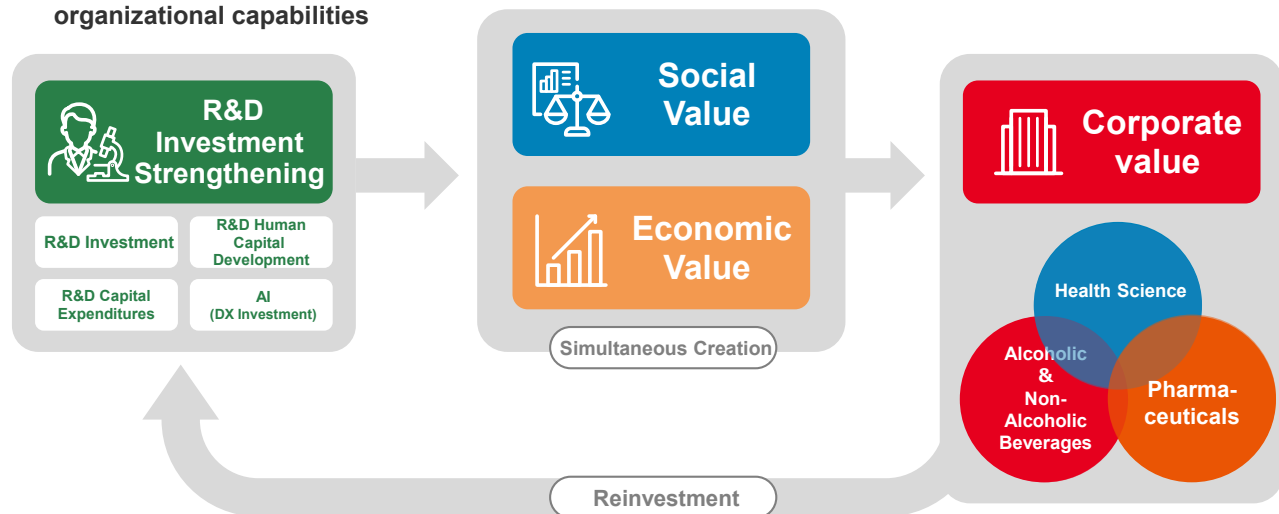 organizational capabilities
R&D
Investment
Strengthening
R&D Investment
R&D Human
Capital
Development
R&D Capital
Expenditures
AI
(DX Investment)
Social
Value
Economic
Value
Simultaneous Creation
Corporate
value
Health Science
Alcoholic
&
Non-
Alcoholic
Beverages
Pharma-
ceuticals
Reinvestment